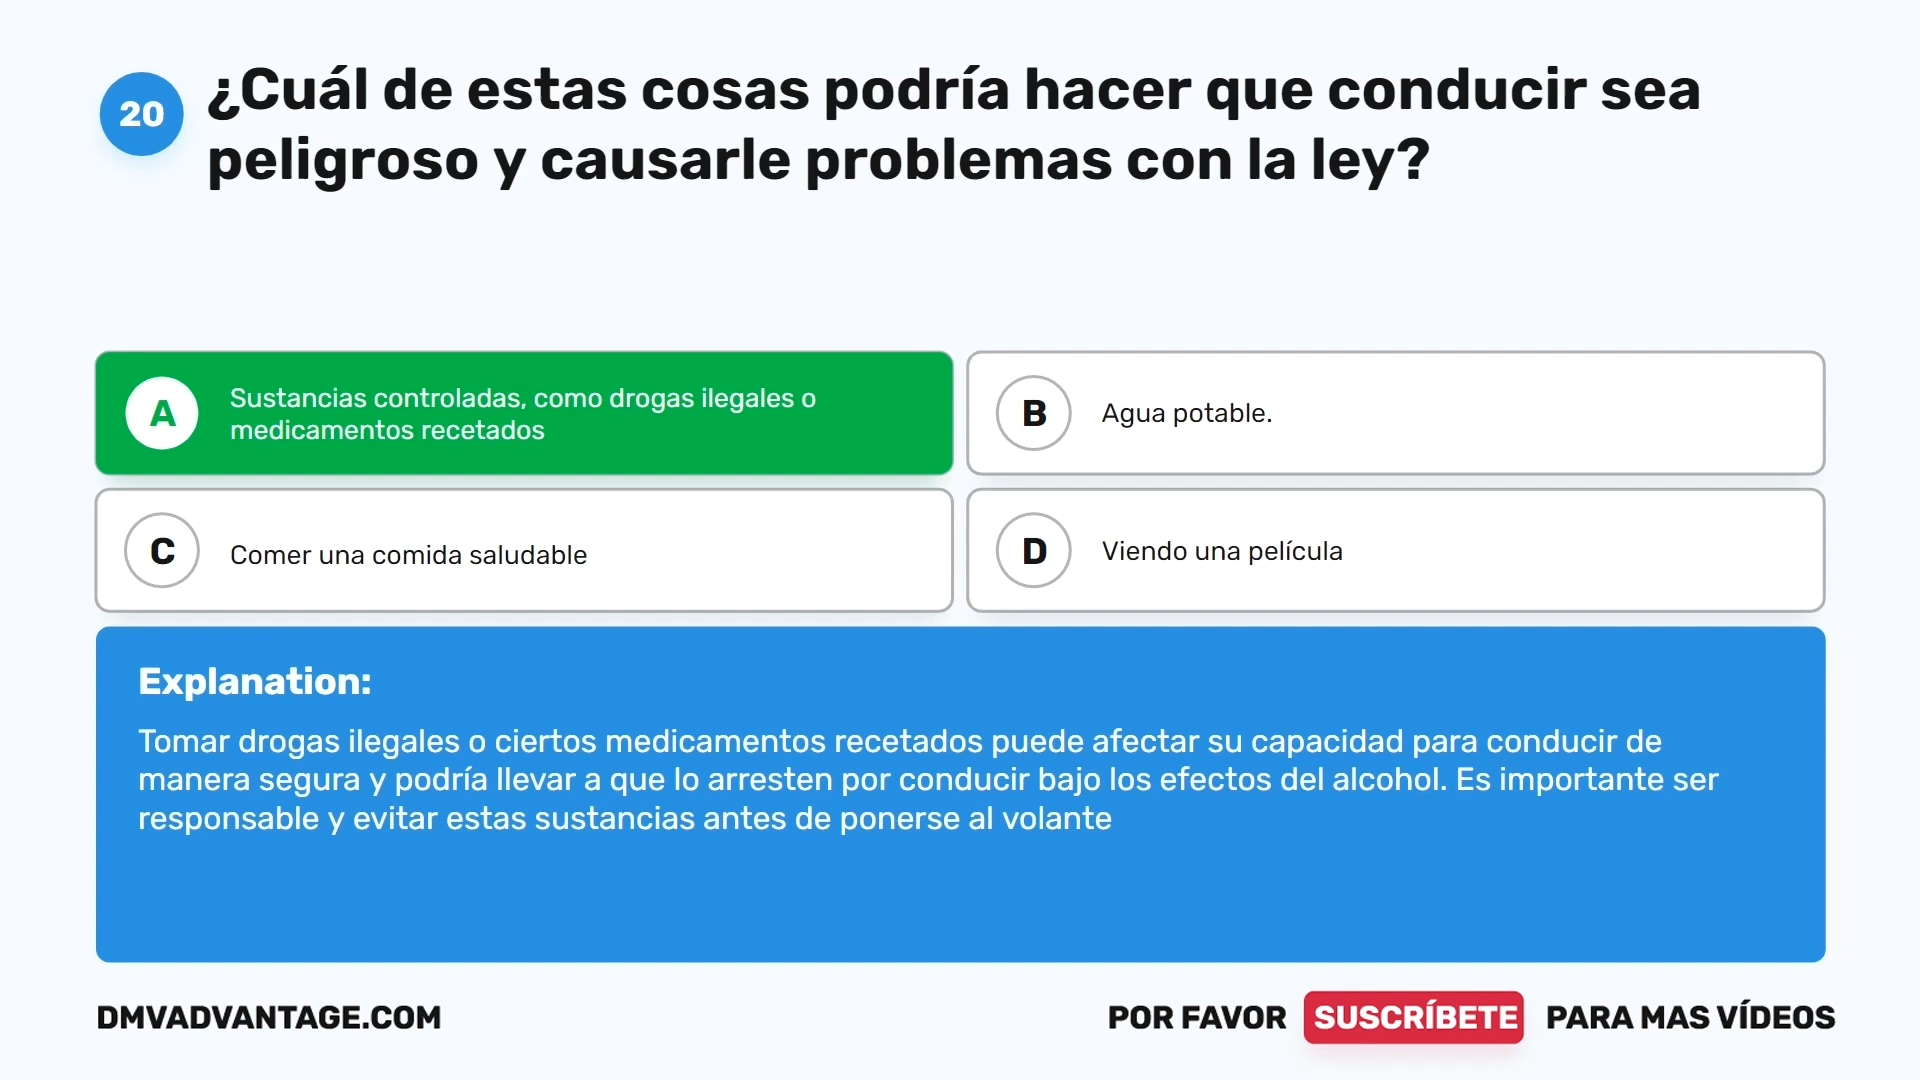 20
¿Cuál de estas cosas podría hacer que conducir sea
peligroso y causarle problemas con la ley?
A
Sustancias controladas, como drogas ilegales o
medicamentos recetados
B
Agua potable.
C
Comer una comida saludable
D
Viendo una película
Explanation:
Tomar drogas ilegales o ciertos medicamentos recetados puede afectar su capacidad para conducir de
manera segura y podría llevar a que lo arresten por conducir bajo los efectos del alcohol. Es importante ser
responsable y evitar estas sustancias antes de ponerse al volante
DMVADVANTAGE.COM
POR FAVOR SUSCRÍBETE PARA MAS VÍDEOS